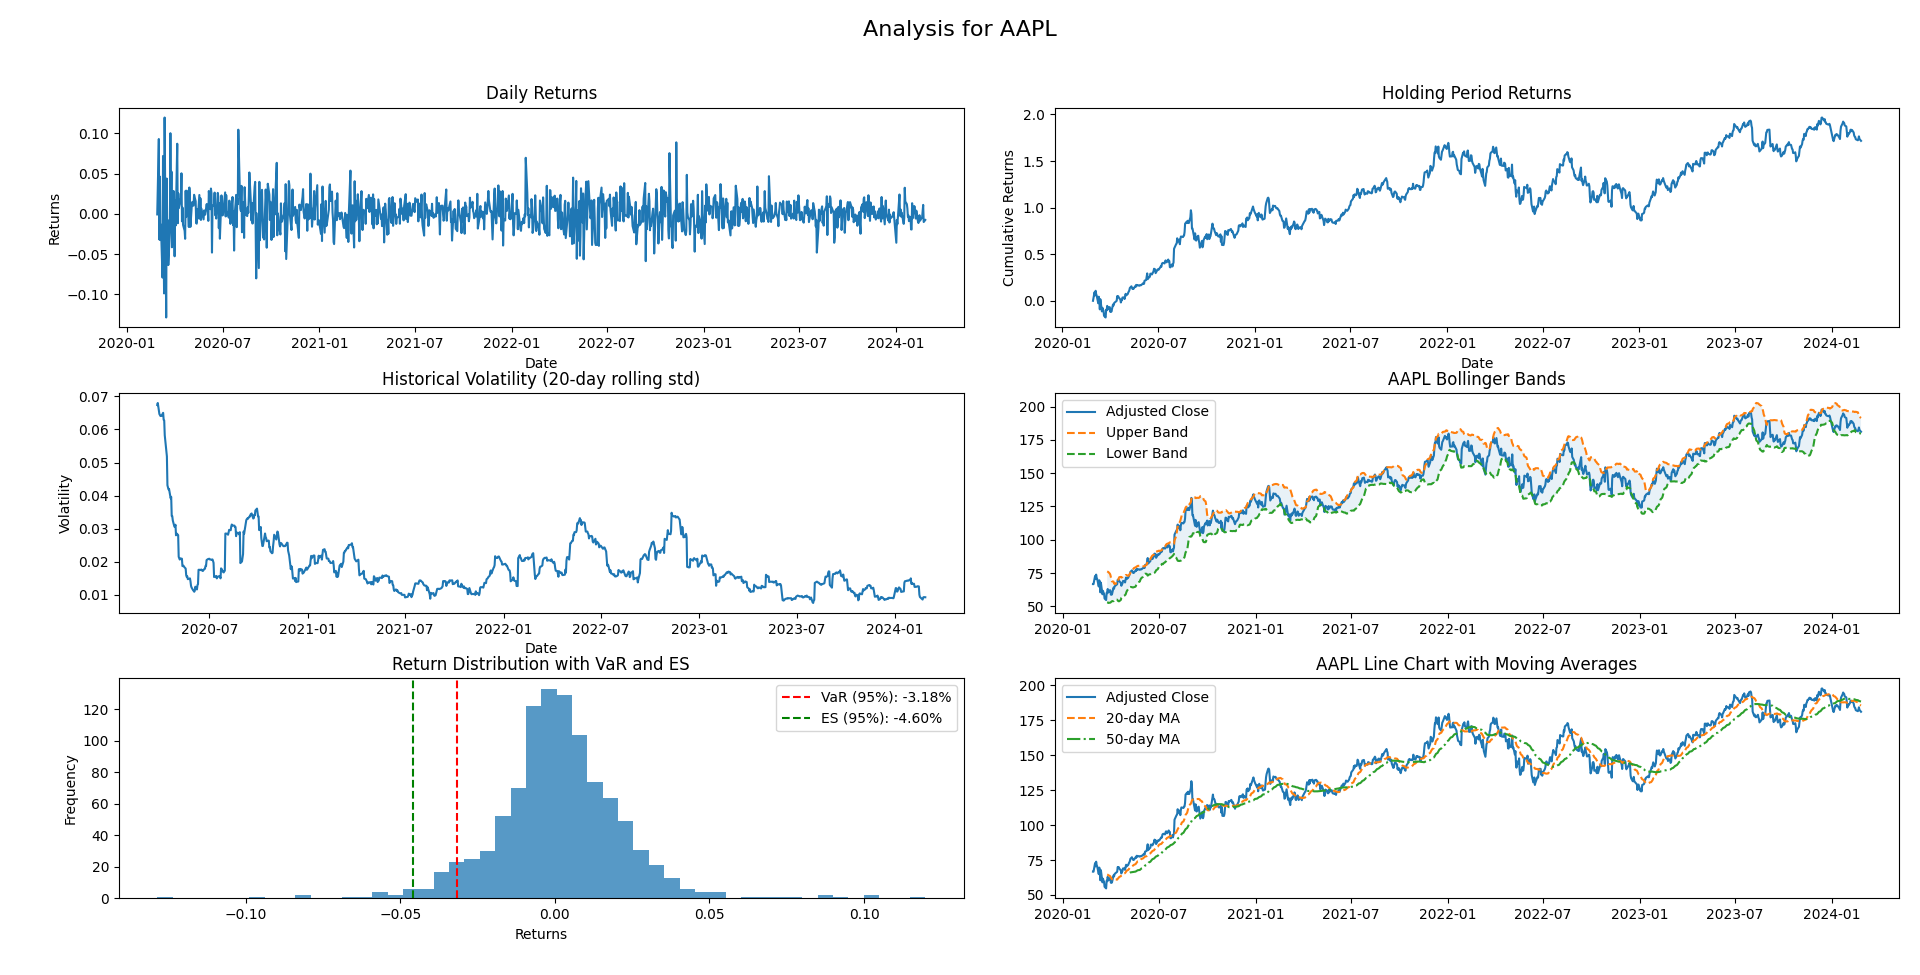 Analysis for AAPL
Daily Returns
Returns
0.10
0.05
0.00
−0.05
−0.10
2020-01 2020-07 2021-01 2021-07 2022-01 2022-07 2023-01 2023-07 2024-01
Date
Holding Period Returns
Cumulative Returns
2.0
1.5
1.0
0.5
0.0
2020-01 2020-07 2021-01 2021-07 2022-01 2022-07 2023-01 2023-07 2024-01
Date
Historical Volatility (20-day rolling std)
Volatility
0.07
0.06
0.05
0.04
0.03
0.02
0.01
2020-07 2021-01 2021-07 2022-01 2022-07 2023-01 2023-07 2024-01
Date
AAPL Bollinger Bands
Adjusted Close
Upper Band
Lower Band
200
175
150
125
100
75
50
2020-01 2020-07 2021-01 2021-07 2022-01 2022-07 2023-01 2023-07 2024-01
Return Distribution with VaR and ES
VaR (95%): -3.18%
ES (95%): -4.60%
Frequency
120
100
80
60
40
20
0
−0.10 −0.05 0.00 0.05 0.10
Returns
AAPL Line Chart with Moving Averages
Adjusted Close
20-day MA
50-day MA
200
175
150
125
100
75
50
2020-01 2020-07 2021-01 2021-07 2022-01 2022-07 2023-01 2023-07 2024-01